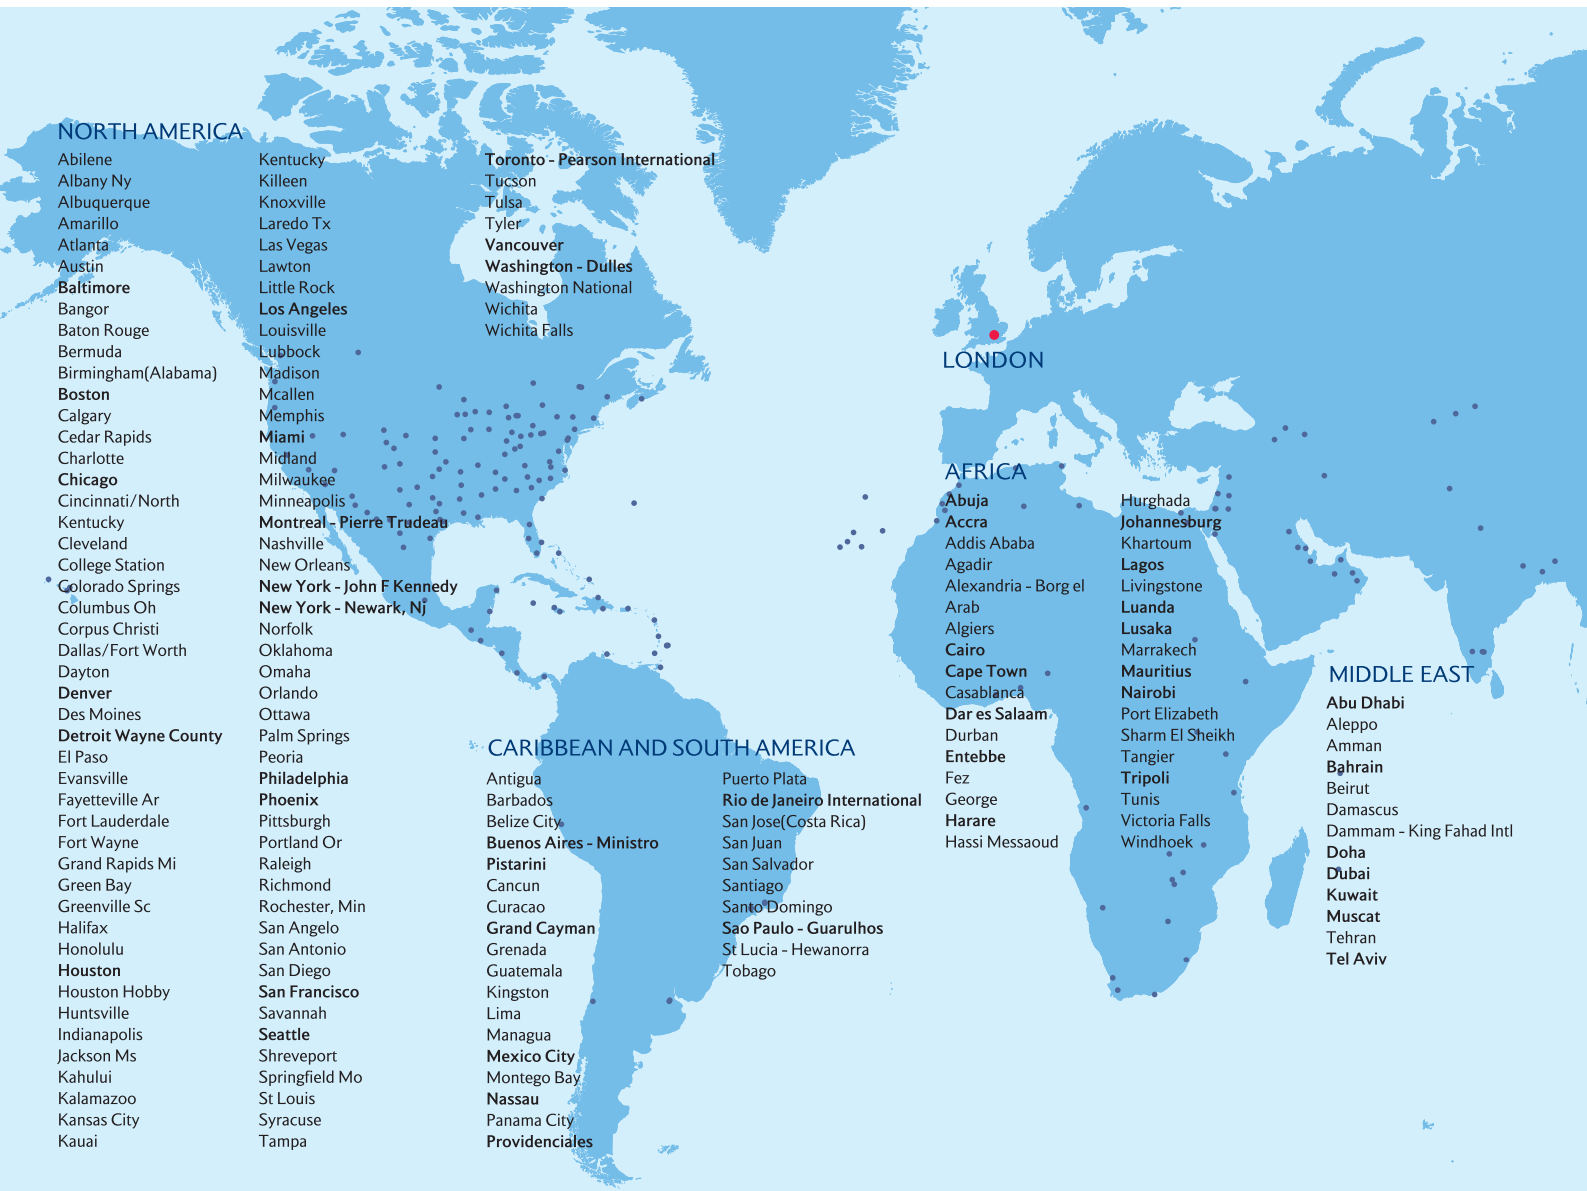 NORTH AMERICA
Abilene
Albany Ny
Albuquerque
Amarillo
Atlanta
Austin
Baltimore
Bangor
Baton Rouge
Bermuda
Birmingham(Alabama)
Boston
Calgary
Cedar Rapids
Charlotte
Chicago
Cincinnati/North
Kentucky
Cleveland
College Station
Colorado Springs
Columbus Oh
Corpus Christi
Dallas/Fort Worth
Dayton
Denver
Des Moines
Detroit Wayne County
El Paso
Evansville
Fayetteville Ar
Fort Lauderdale
Fort Wayne
Grand Rapids Mi
Green Bay
Greenville Sc
Halifax
Honolulu
Houston
Houston Hobby
Huntsville
Indianapolis
Jackson Ms
Kahului
Kalamazoo
Kansas City
Kauai
Kentucky
Killeen
Knoxville
Laredo Tx
Las Vegas
Lawton
Little Rock
Los Angeles
Louisville
Lubbock
Madison
Mcallen
Memphis
Miami
Midland
Milwaukee
Minneapolis
Montreal - Pierre Trudeau
Nashville
New Orleans
New York - John F Kennedy
New York - Newark, Nj
Norfolk
Oklahoma
Omaha
Orlando
Ottawa
Palm Springs
Peoria
Philadelphia
Phoenix
Pittsburgh
Portland Or
Raleigh
Richmond
Rochester, Min
San Angelo
San Antonio
San Diego
San Francisco
Savannah
Seattle
Shreveport
Springfield Mo
St Louis
Syracuse
Tampa
Toronto - Pearson International
Tucson
Tulsa
Tyler
Vancouver
Washington - Dulles
Washington National
Wichita
Wichita Falls
LONDON
CARIBBEAN AND SOUTH AMERICA
Antigua
Barbados
Belize City
Buenos Aires - Ministro
Pistarini
Cancun
Curacao
Grand Cayman
Grenada
Guatemala
Kingston
Lima
Managua
Mexico City
Montego Bay
Nassau
Panama City
Providenciales
Puerto Plata
Rio de Janeiro International
San Jose(Costa Rica)
San Juan
San Salvador
Santiago
Santo Domingo
Sao Paulo - Guarulhos
St Lucia - Hewanorra
Tobago
AFRICA
Abuja
Accra
Addis Ababa
Agadir
Alexandria - Borg el
Arab
Algiers
Cairo
Cape Town
Casablanca
Dar es Salaam
Durban
Entebbe
Fez
George
Harare
Hassi Messaoud
Hurghada
Johannesburg
Khartoum
Lagos
Livingstone
Luanda
Lusaka
Marrakech
Mauritius
Nairobi
Port Elizabeth
Sharm El Sheikh
Tangier
Tripoli
Tunis
Victoria Falls
Windhoek
MIDDLE EAST
Abu Dhabi
Aleppo
Amman
Bahrain
Beirut
Damascus
Dammam - King Fahad Intl
Doha
Dubai
Kuwait
Muscat
Tehran
Tel Aviv